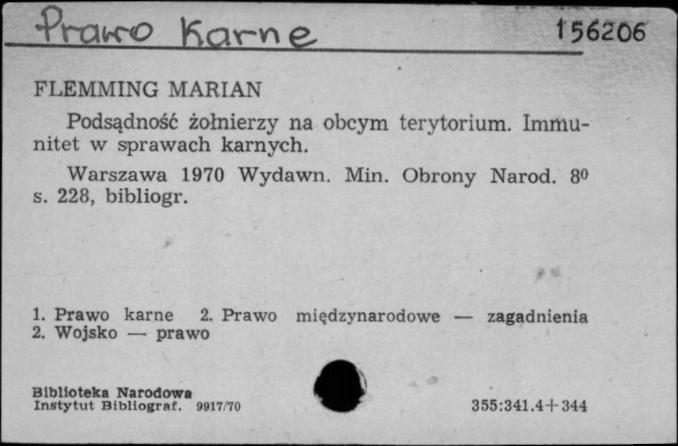 Prawo Karne 156206
FLEMMING MARIAN
Podsądność żołnierzy na obcym terytorium. Immu-
nitet w sprawach karnych.
Warszawa 1970 Wydawn. Min. Obrony Narod. 8⁰
s. 228, bibliogr.
1. Prawo karne 2. Prawo międzynarodowe — zagadnienia
2. Wojsko — prawo
Biblioteka Narodowa
Instytut Bibliograf. 9917/70 355:341.4+344